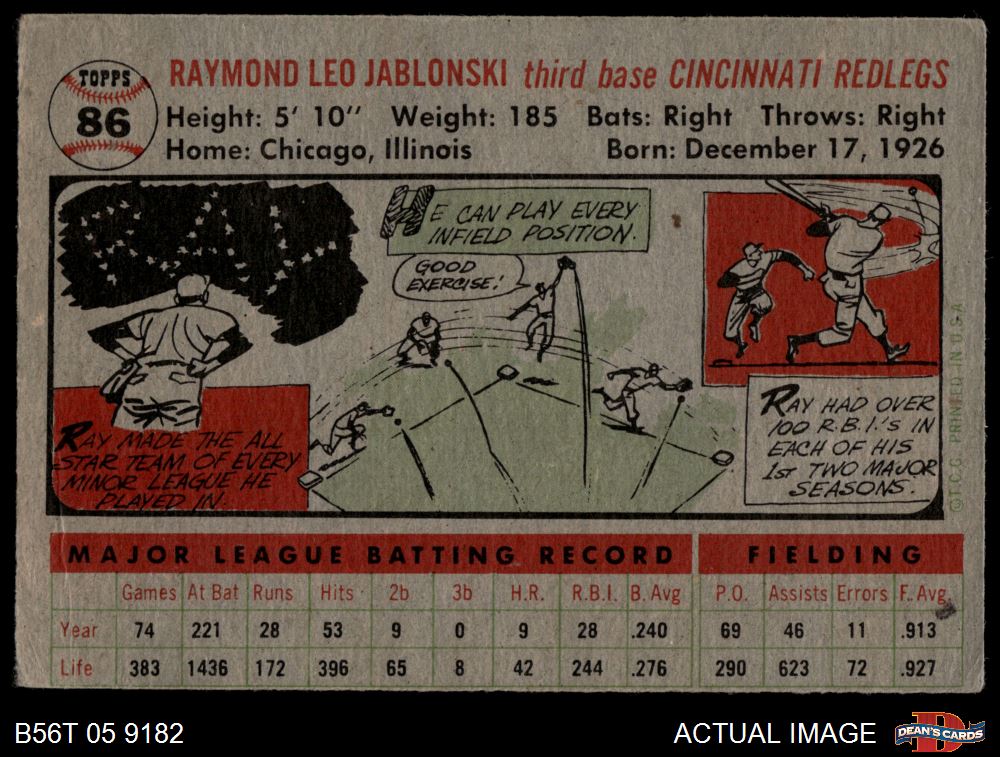 TOPPS
86
RAYMOND LEO JABLONSKI third base CINCINNATI REDLEGS
Height: 5' 10" Weight: 185 Bats: Right Throws: Right
Home: Chicago, Illinois Born: December 17, 1926
RAY MADE THE ALL
STAR TEAM OF EVERY
MINOR LEAGUE HE
PLAYED IN.
HE CAN PLAY EVERY
INFIELD POSITION.
GOOD
EXERCISE!
RAY HAD OVER
100 R.B.I.'S IN
EACH OF HIS
1st TWO MAJOR
SEASONS.
©T.C.G. PRINTED IN U.S.A.
MAJOR LEAGUE BATTING RECORD FIELDING
Games At Bat Runs Hits 2b 3b H.R. R.B.I. B. Avg P.O. Assists Errors F. Avg.
Year 74 221 28 53 9 0 9 28 .240 69 46 11 .913
Life 383 1436 172 396 65 8 42 244 .276 290 623 72 .927
B56T 05 9182 ACTUAL IMAGE
D
DEAN'S CARDS